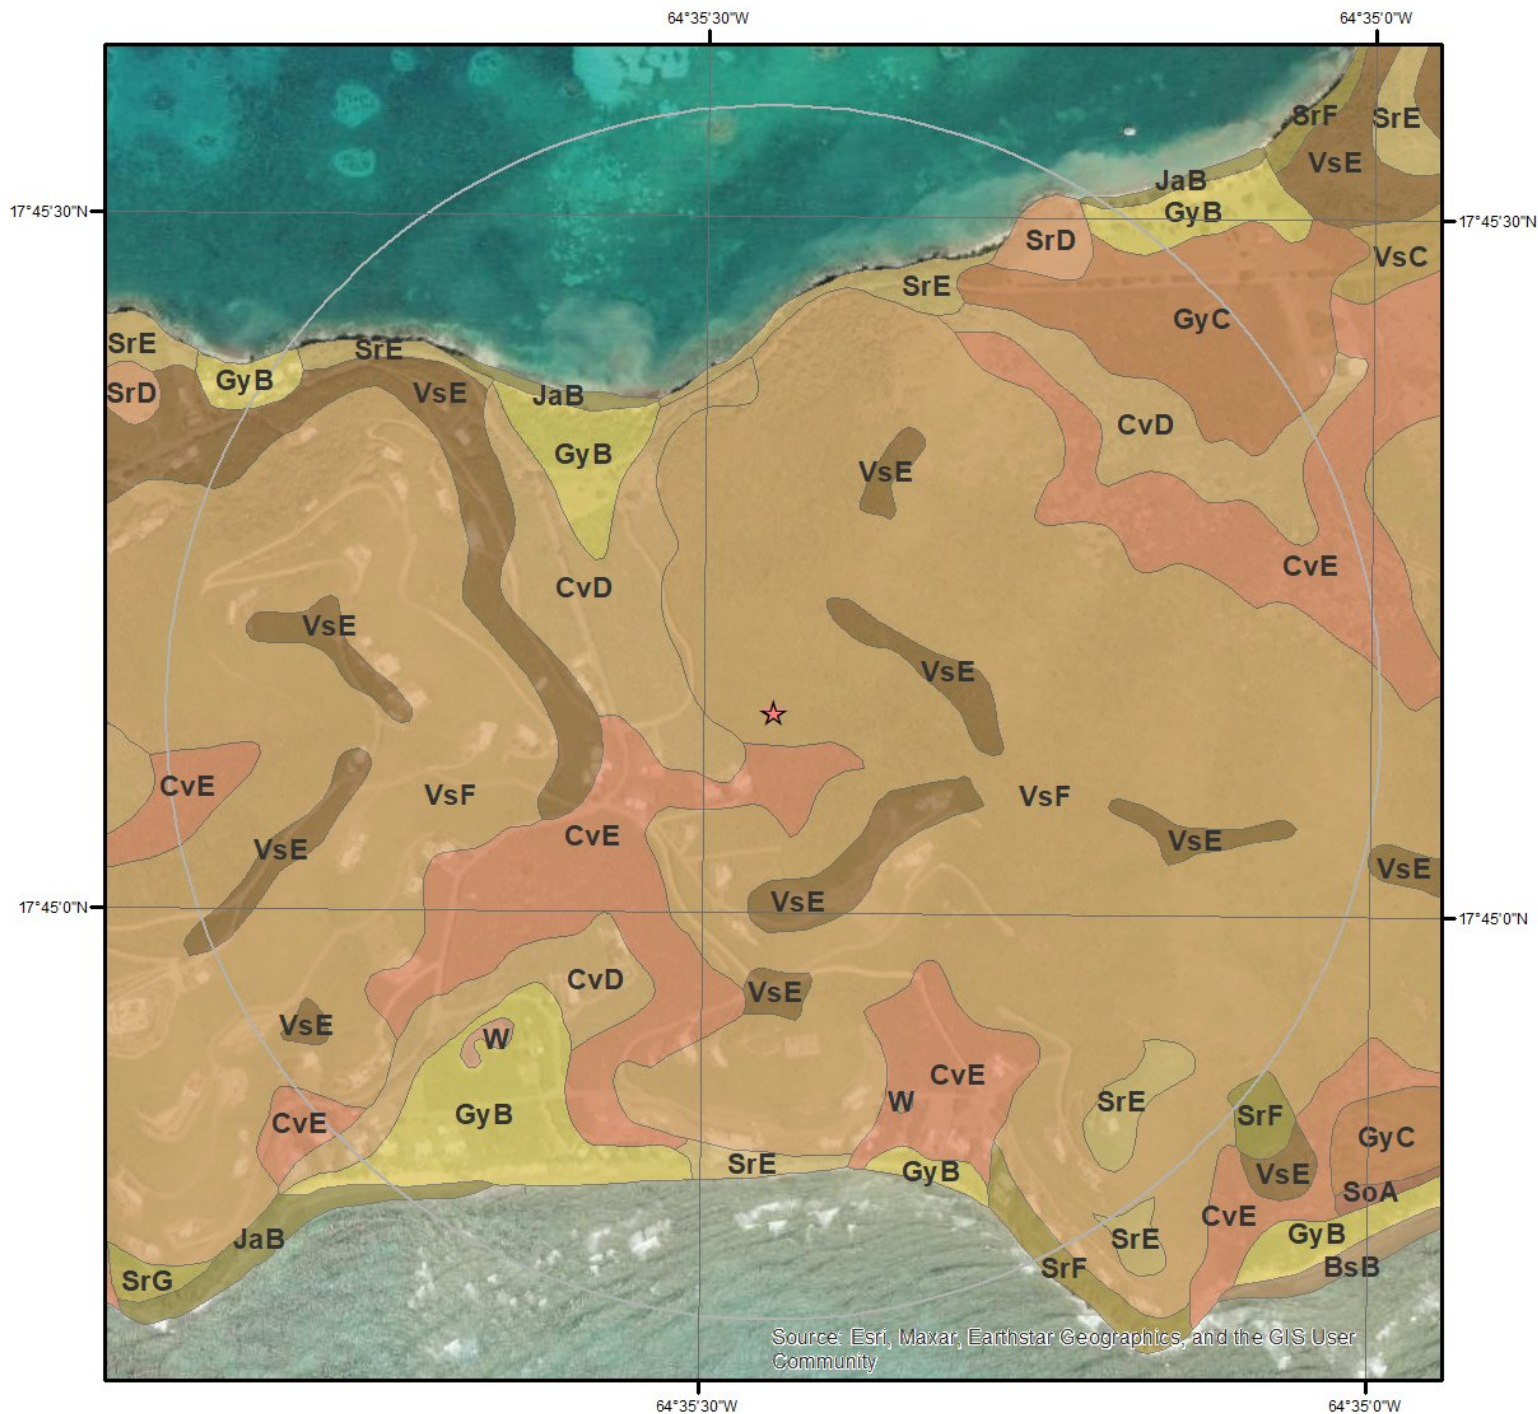 64°35'30"W
64°35'0"W
SrF
SrE
VsE
JaB
17°45'30"N
GyB
17°45'30"N
SrD
VsC
SrE
GyC
SrE
SrE
GyB
SrD
VsE
JaB
CvD
GyB
VsE
CvE
CvD
VsE
VsE
CvE
VsF
VsF
CvE
VsE
VsE
VsE
VsE
17°45'0"N
17°45'0"N
CvD
VsE
VsE
W
CvE
W
SrE
GyB
SrF
CvE
GyC
SrE
GyB
VsE
SoA
CvE
JaB
SrE
GyB
SrG
SrF
BsB
Source: Esri, Maxar, Earthstar Geographics, and the GIS User
Community
64°35'30"W
64°35'0"W